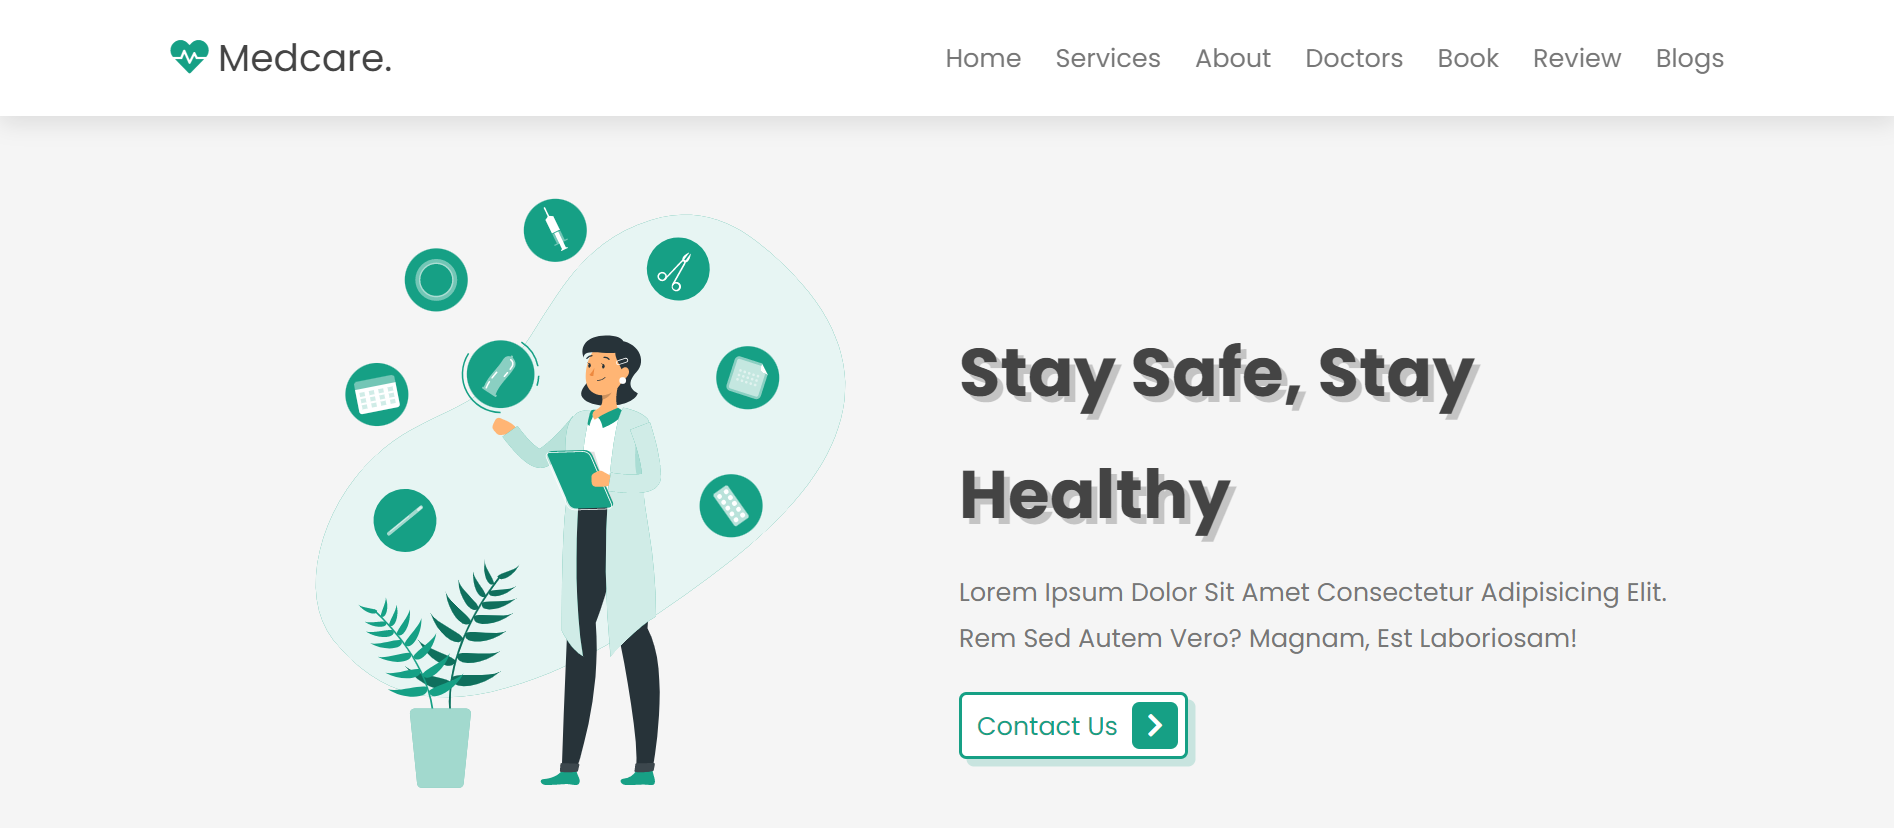 Medcare.
Home Services About Doctors Book Review Blogs
Stay Safe, Stay
Healthy
Lorem Ipsum Dolor Sit Amet Consectetur Adipisicing Elit.
Rem Sed Autem Vero? Magnam, Est Laboriosam!
Contact Us